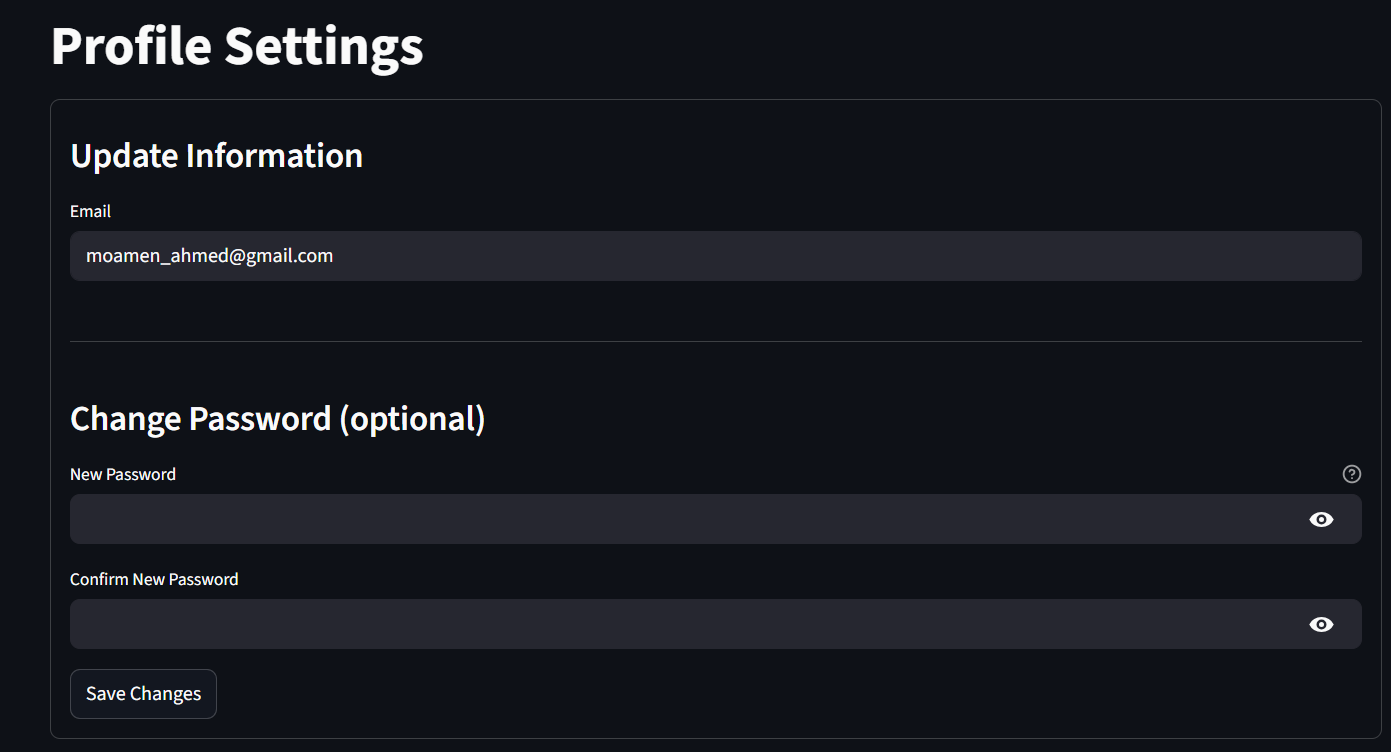 Profile Settings
Update Information
Email
moamen_ahmed@gmail.com
Change Password (optional)
New Password
Confirm New Password
Save Changes